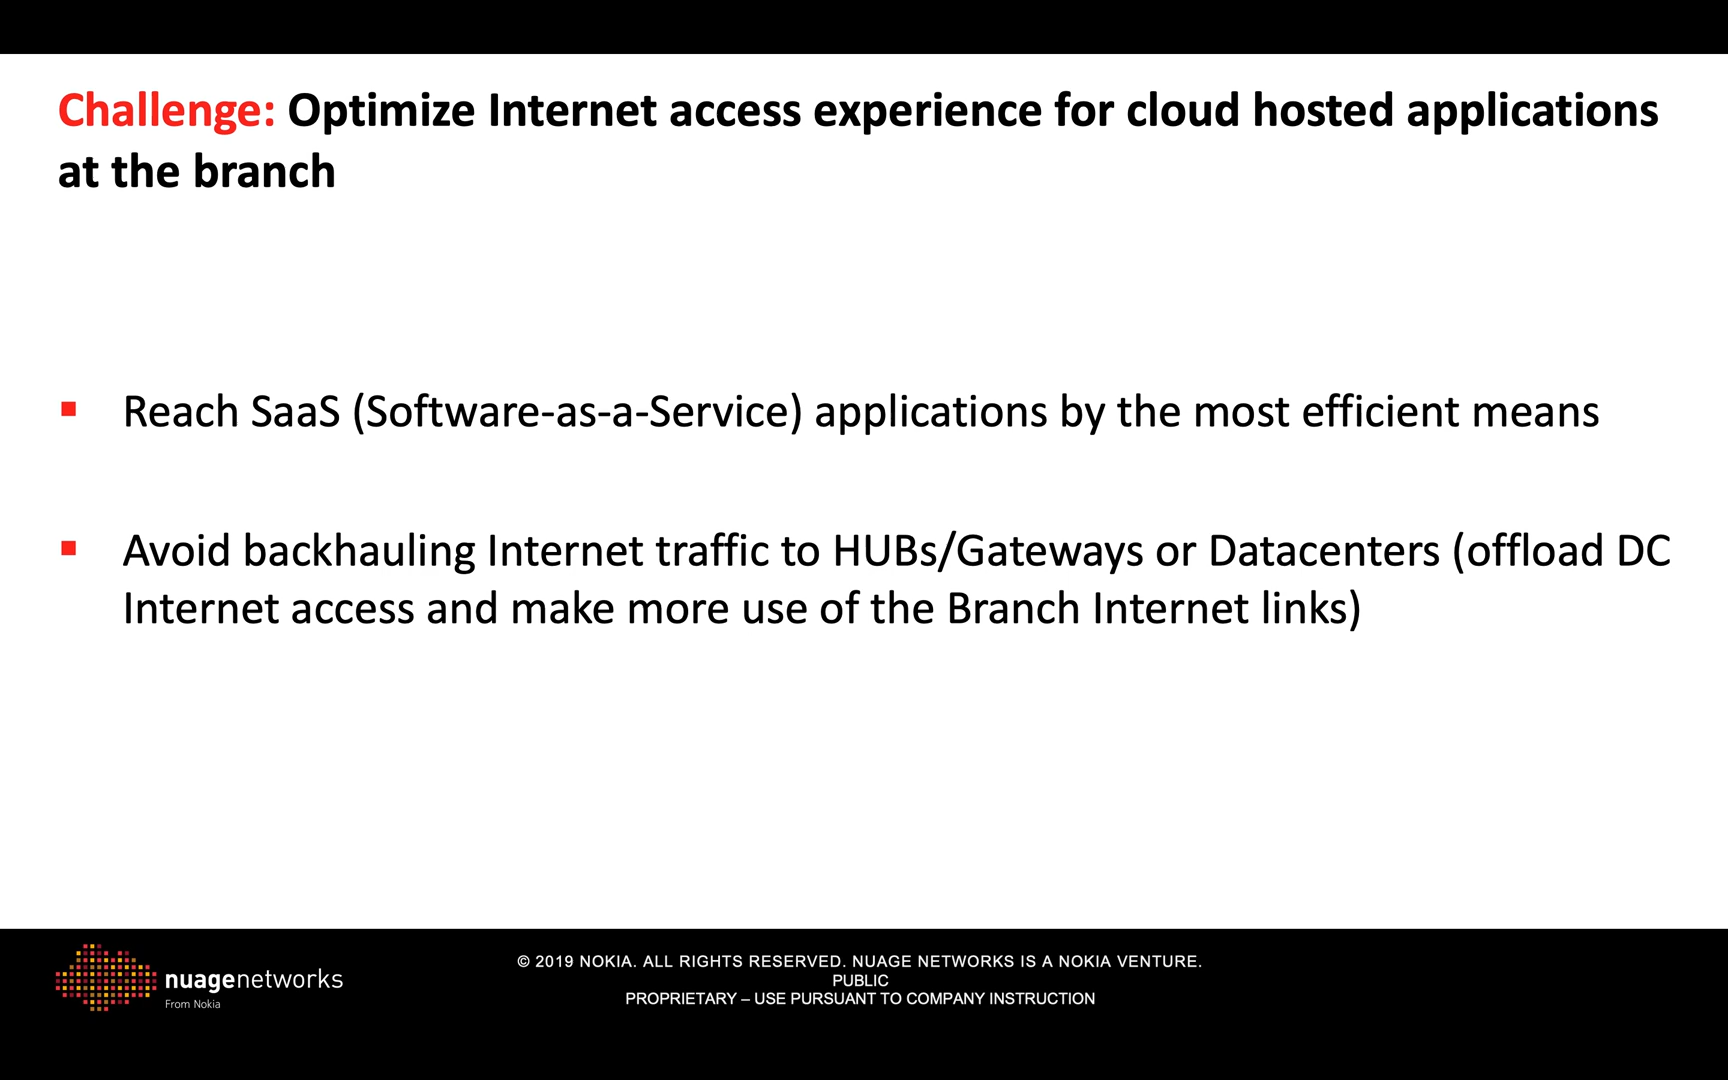 Challenge: Optimize Internet access experience for cloud hosted applications
at the branch
▪ Reach SaaS (Software-as-a-Service) applications by the most efficient means
▪ Avoid backhauling Internet traffic to HUBs/Gateways or Datacenters (offload DC
Internet access and make more use of the Branch Internet links)
nuagenetworks
From Nokia
© 2019 NOKIA. ALL RIGHTS RESERVED. NUAGE NETWORKS IS A NOKIA VENTURE.
PUBLIC
PROPRIETARY – USE PURSUANT TO COMPANY INSTRUCTION